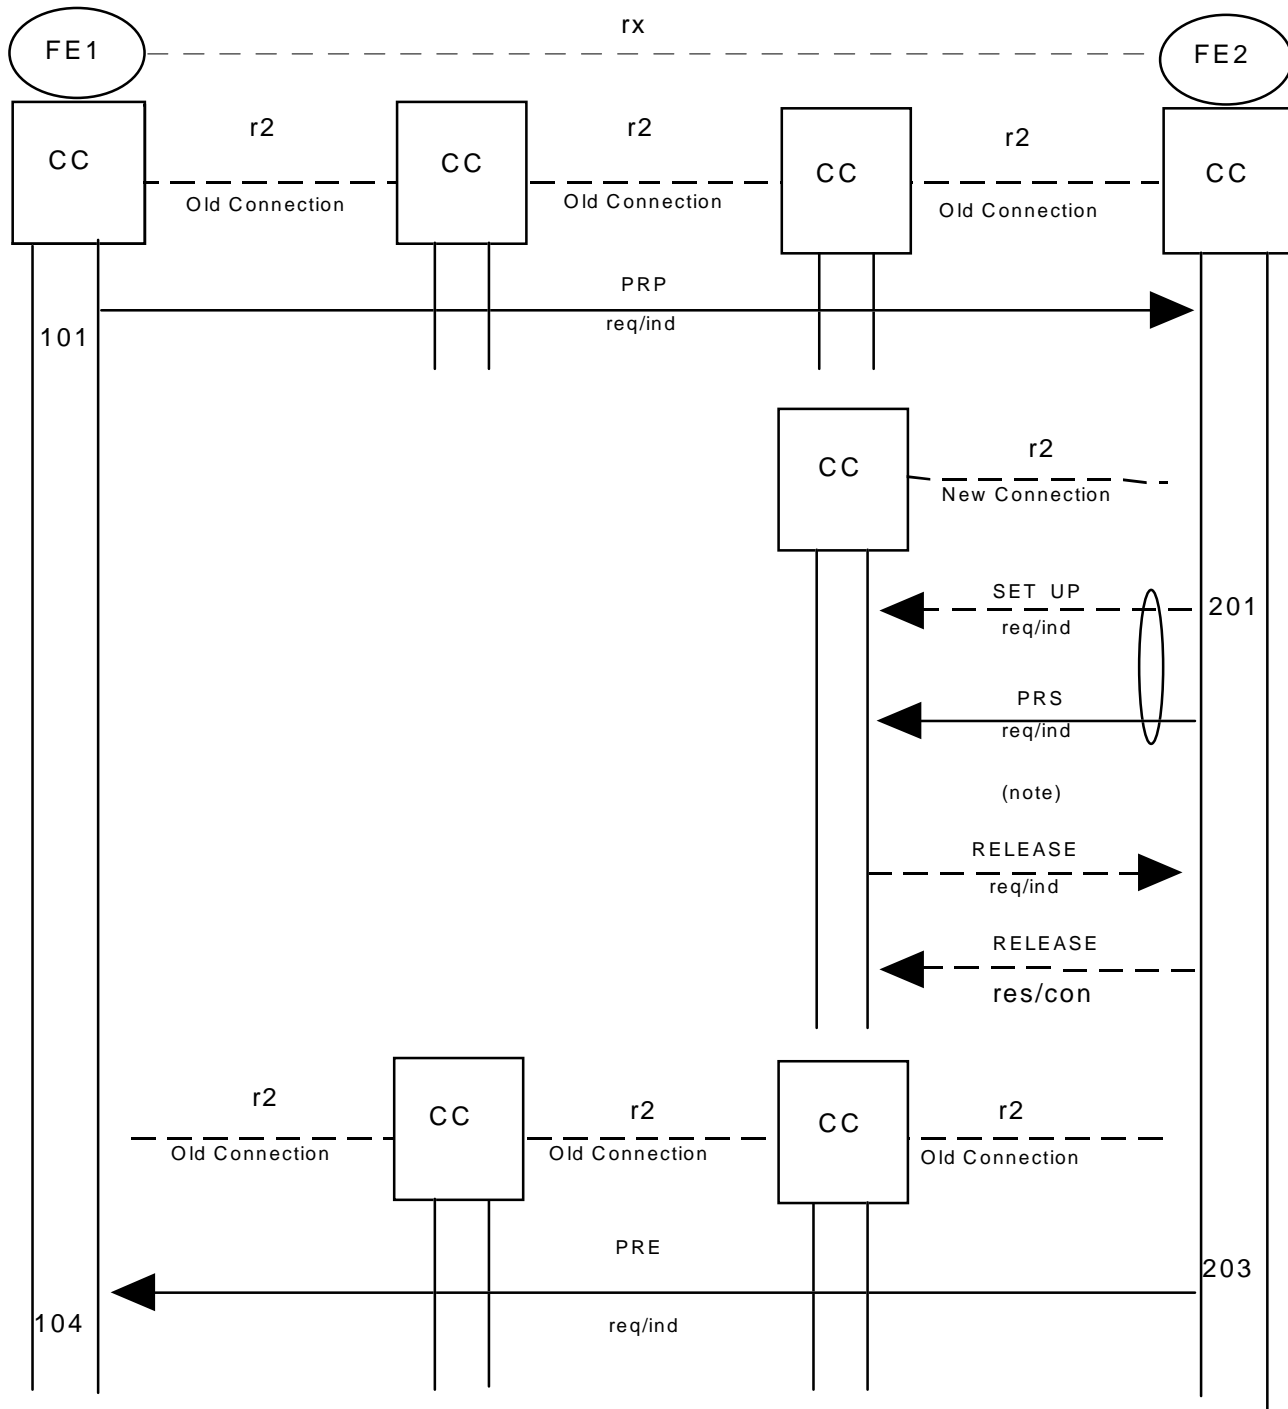 rx
FE1
FE2
r2
r2
r2
CC
CC
CC
CC
Old Connection
Old Connection
Old Connection
PRP
req/ind
101
r2
CC
New Connection
SET UP
201
req/ind
PRS
req/ind
(note)
RELEASE
req/ind
RELEASE
res/con
r2
r2
r2
CC
CC
Old Connection
Old Connection
Old Connection
PRE
203
104
req/ind